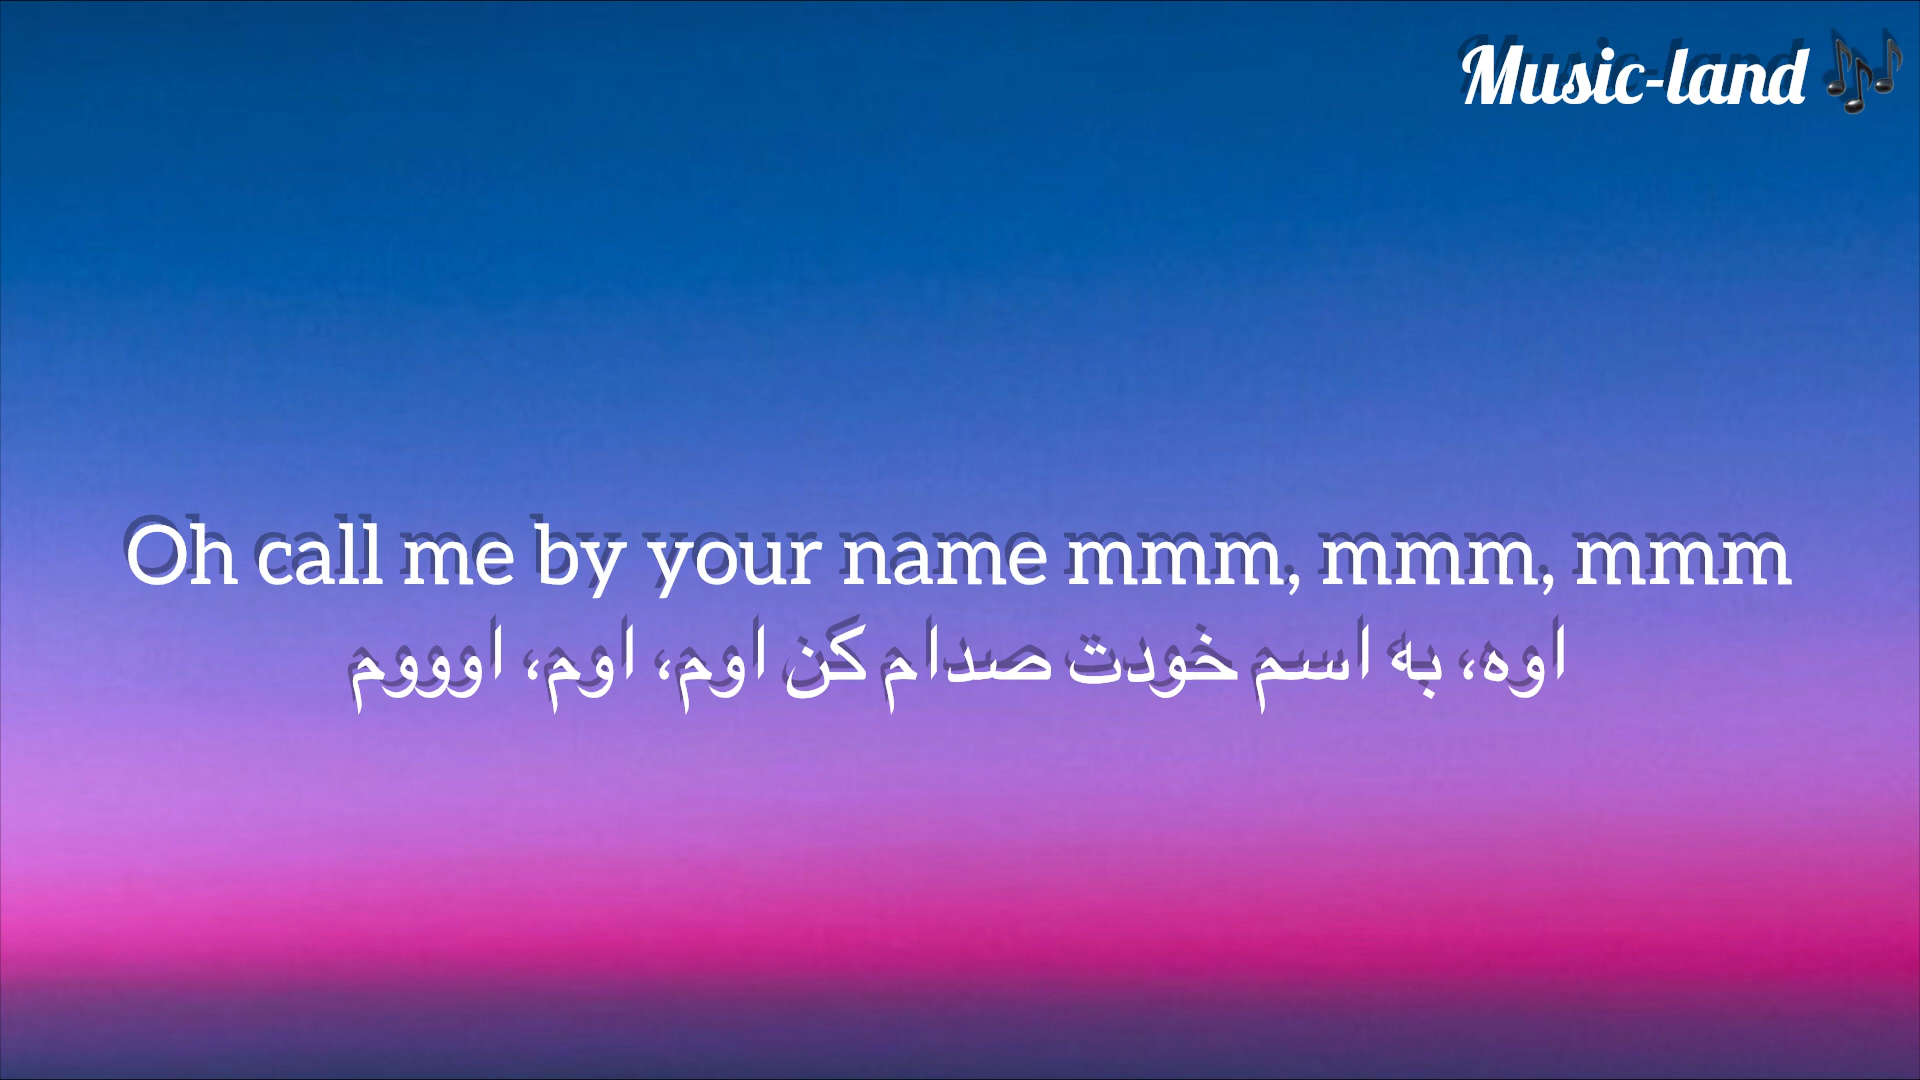 Music-land 🎶
Oh call me by your name mmm, mmm, mmm
اوه، به اسم خودت صدام کن اوم، اوم، اوووم